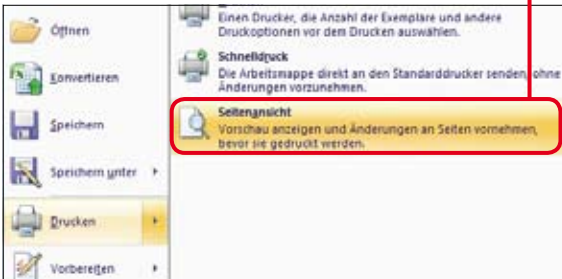 Öffnen
Konvertieren
Speichern
Speichern unter
Drucken
Vorbereiten
Einen Drucker, die Anzahl der Exemplare und andere
Druckoptionen vor dem Drucken auswählen.
Schnelldruck
Die Arbeitsmappe direkt an den Standarddrucker senden, ohne
Änderungen vorzunehmen.
Seitenansicht
Vorschau anzeigen und Änderungen an Seiten vornehmen,
bevor sie gedruckt werden.